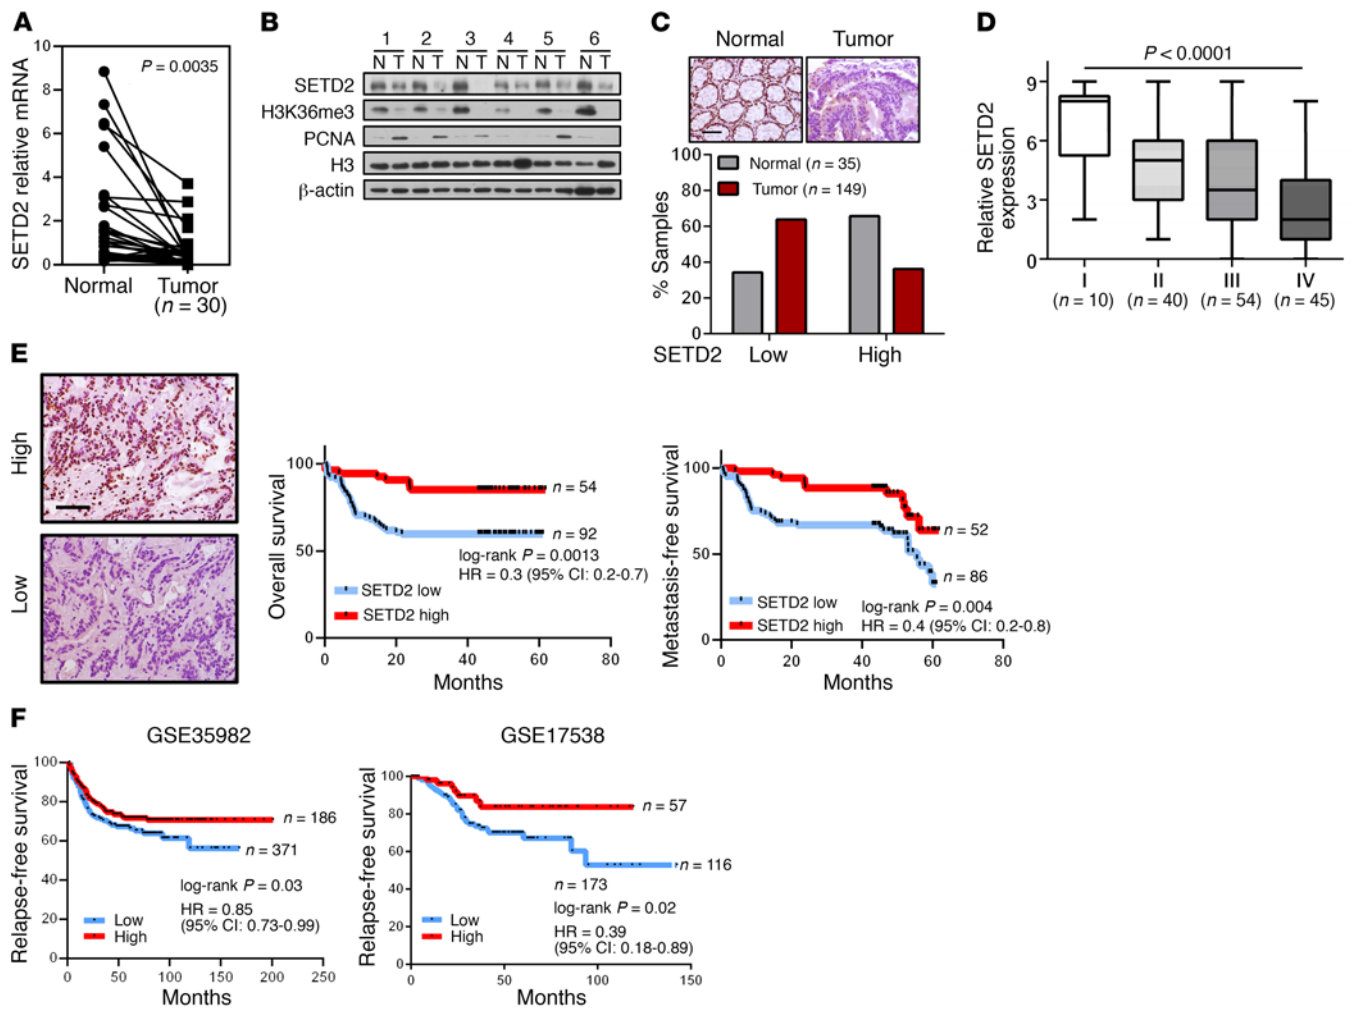 A
SETD2 relative mRNA
10
8
6
4
2
0
P = 0.0035
Normal
Tumor
(n = 30)
B
1 2 3 4 5 6
N T N T N T N T N T N T
SETD2
H3K36me3
PCNA
H3
β-actin
C
Normal Tumor
% Samples
100
80
60
40
20
0
Normal (n = 35)
Tumor (n = 149)
SETD2 Low High
D
Relative SETD2
expression
P < 0.0001
9
6
3
0
I II III IV
(n = 10) (n = 40) (n = 54) (n = 45)
E
High
Low
Overall survival
100
50
0
n = 54
n = 92
log-rank P = 0.0013
HR = 0.3 (95% CI: 0.2-0.7)
SETD2 low
SETD2 high
0 20 40 60 80
Months
Metastasis-free survival
100
50
0
n = 52
n = 86
SETD2 low
SETD2 high
log-rank P = 0.004
HR = 0.4 (95% CI: 0.2-0.8)
0 20 40 60 80
Months
F
GSE35982
Relapse-free survival
100
80
60
40
20
0
n = 186
n = 371
log-rank P = 0.03
HR = 0.85
(95% CI: 0.73-0.99)
Low
High
0 50 100 150 200 250
Months
GSE17538
Relapse-free survival
100
80
60
40
20
0
n = 57
n = 116
n = 173
log-rank P = 0.02
HR = 0.39
(95% CI: 0.18-0.89)
Low
High
0 50 100 150
Months